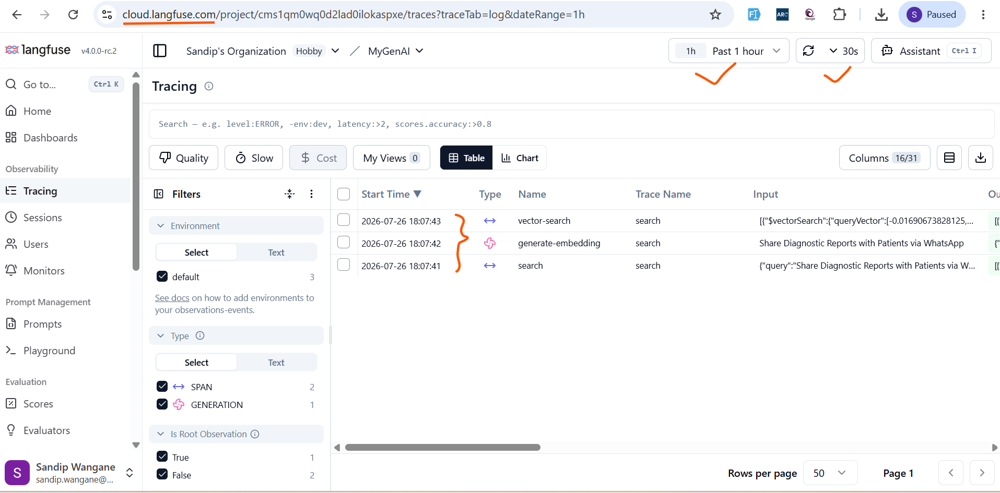 cloud.langfuse.com/project/cms1qm0wq0d2lad0ilokaspxe/traces?traceTab=log&dateRange=1h
ARC
S Paused
langfuse v4.0.0-rc.2
Sandip's Organization Hobby / MyGenAI
1h Past 1 hour
30s
Assistant Ctrl I
Go to... Ctrl K
Home
Dashboards
Observability
Tracing
Sessions
Users
Monitors
Prompt Management
Prompts
Playground
Evaluation
Scores
Evaluators
S Sandip Wangane
sandip.wangane@...
Tracing
Search – e.g. level:ERROR, -env:dev, latency:>2, scores.accuracy:>0.8
Quality Slow Cost My Views 0 Table Chart Columns 16/31
Filters
Environment
Select Text
default 3
See docs on how to add environments to
your observations-events.
Type
Select Text
SPAN 2
GENERATION 1
Is Root Observation
True 1
False 2
Start Time ▼ Type Name Trace Name Input Ou
2026-07-26 18:07:43 vector-search search [{"$vectorSearch":{"queryVector":[-0.01690673828125,... [{"
2026-07-26 18:07:42 generate-embedding search Share Diagnostic Reports with Patients via WhatsApp {"
2026-07-26 18:07:41 search search {"query":"Share Diagnostic Reports with Patients via W... [{"
Rows per page 50 Page 1